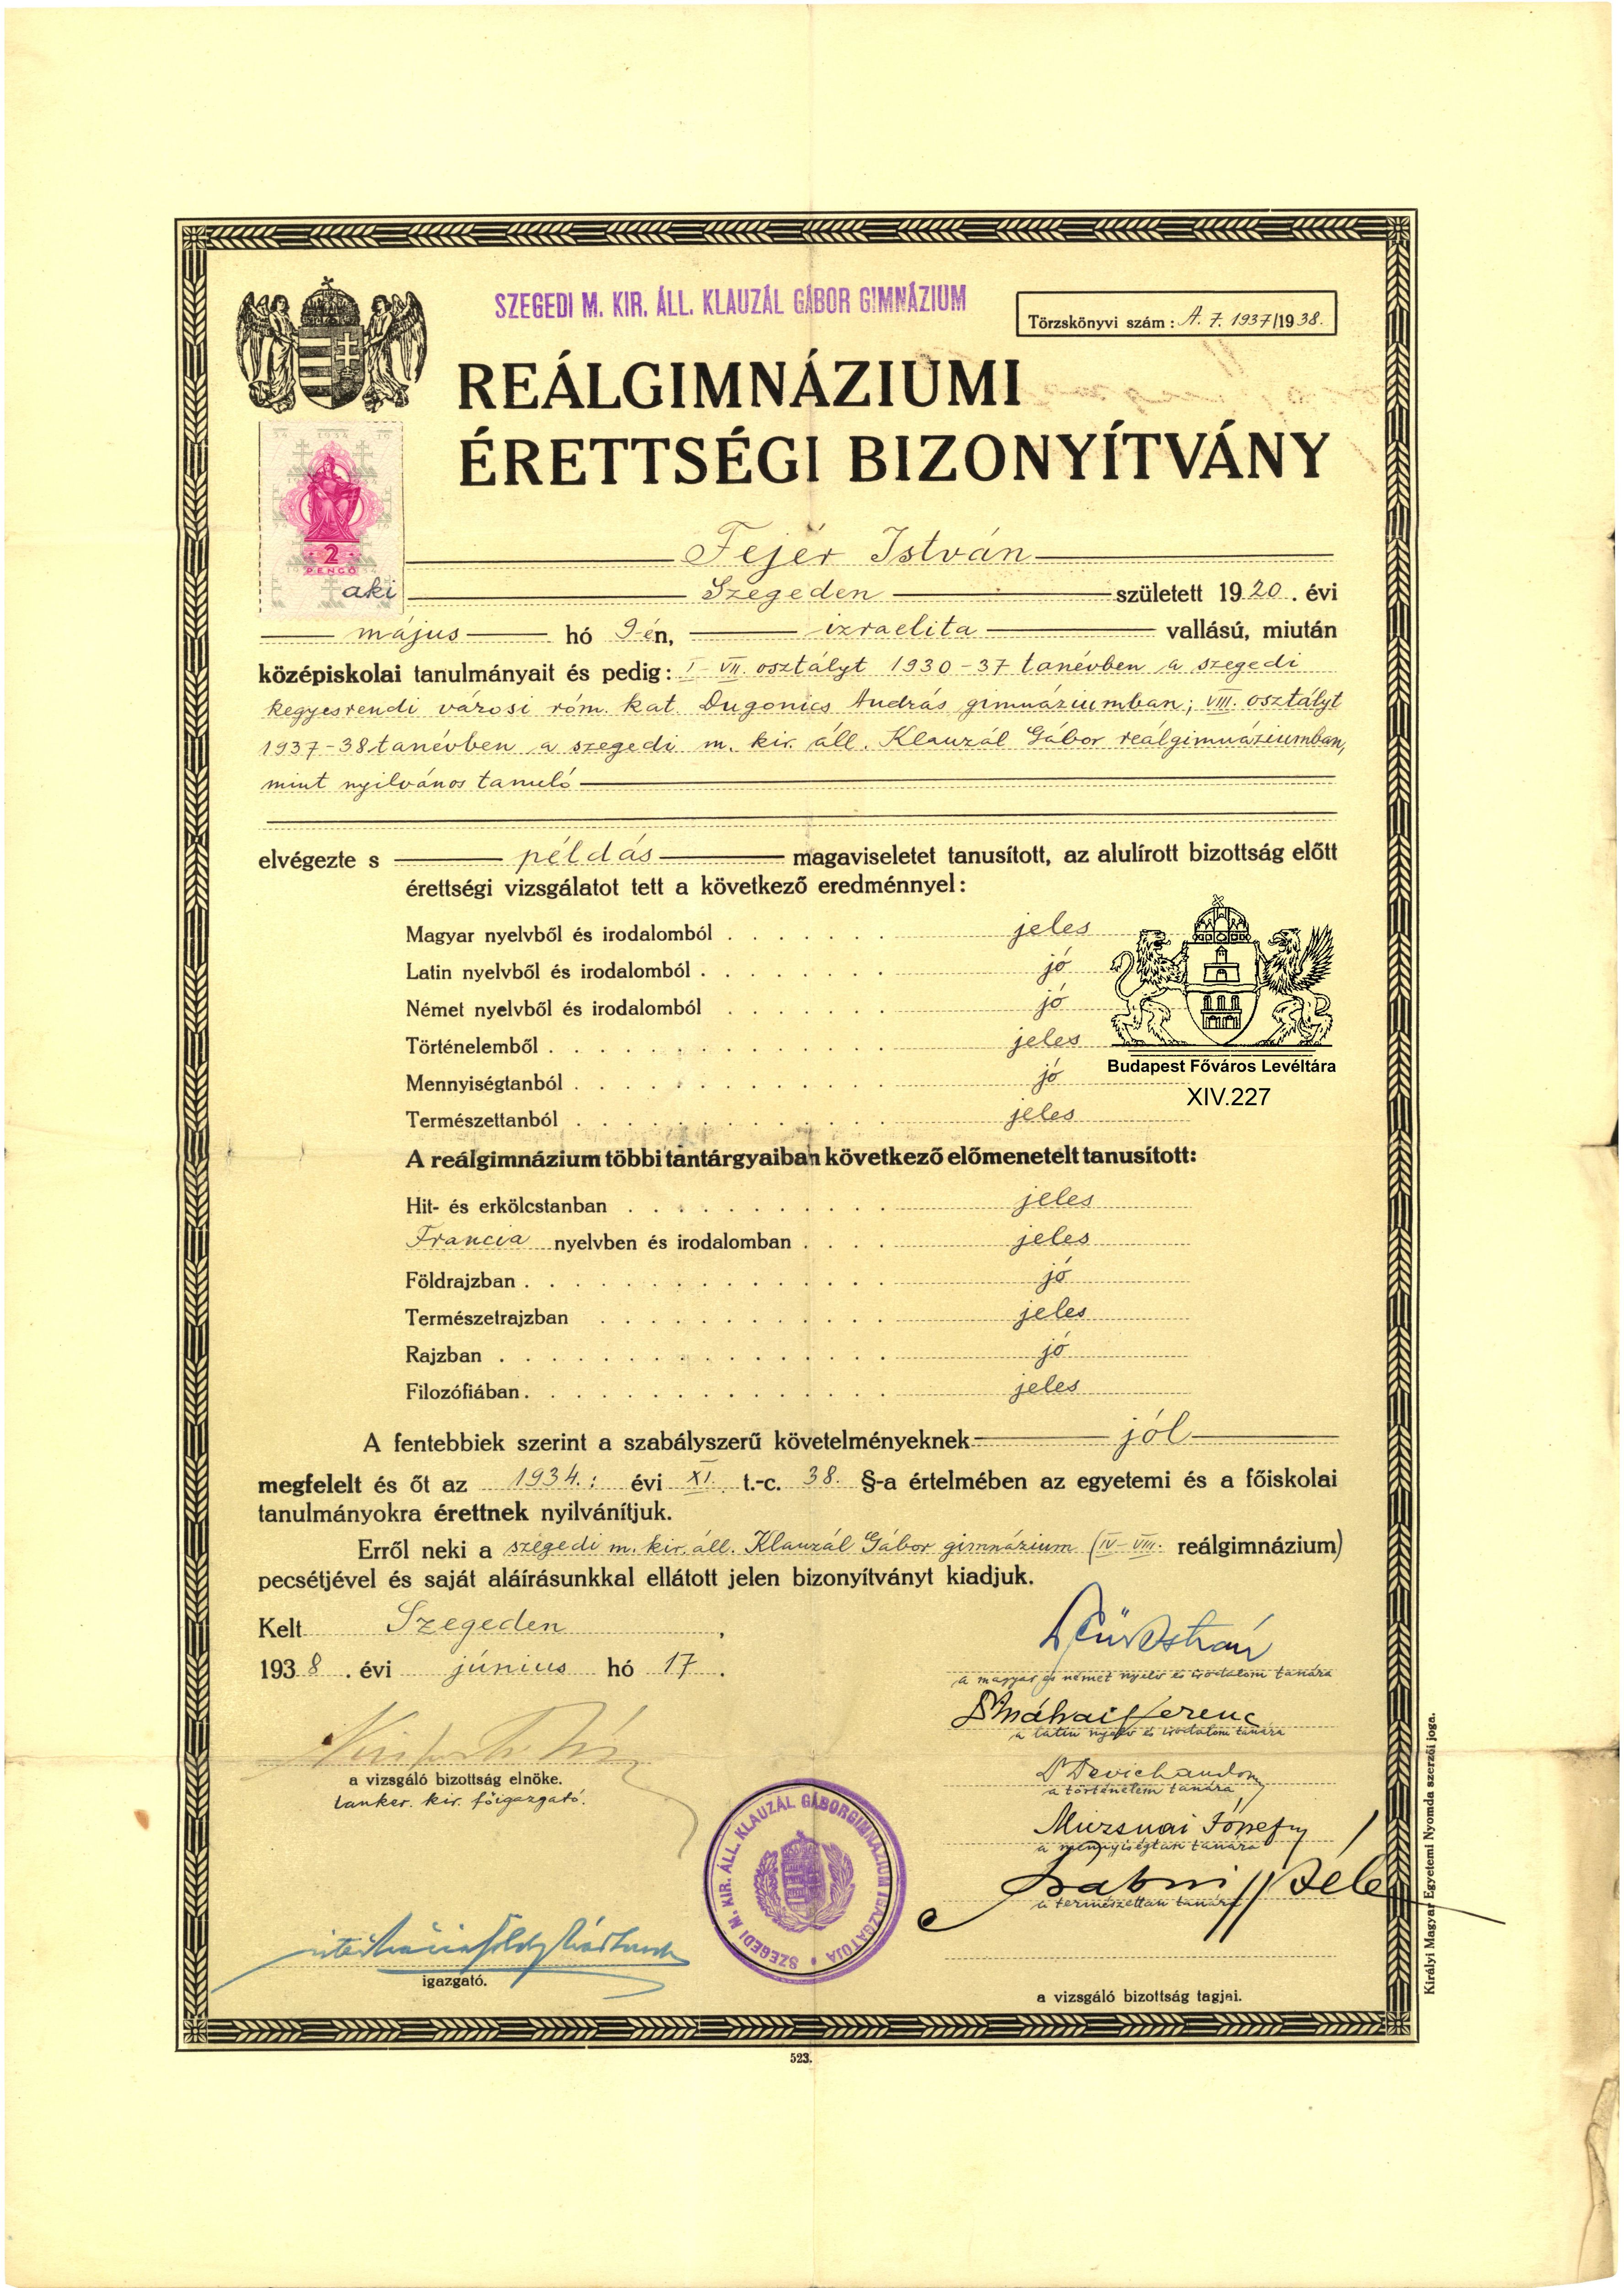 SZEGEDI M. KIR. ÁLL. KLAUZÁL GÁBOR GIMNÁZIUM
Törzskönyvi szám: A. 7. 1937/1938.
REÁLGIMNÁZIUMI
ÉRETTSÉGI BIZONYÍTVÁNY
2
PENGŐ
Fejér István
aki Szegeden született 1920. évi
május hó 9-én, izraelita vallású, miután
középiskolai tanulmányait és pedig: I-VII. osztályt 1930-37 tanévben a szegedi
kegyesrendi városi róm. kat. Dugonics András gimnáziumban; VIII. osztályt
1937-38 tanévben a szegedi m. kir. áll. Klauzál Gábor reálgimnáziumban,
mint nyilvános tanuló
elvégezte s példás magaviseletet tanusított, az alulírott bizottság előtt
érettségi vizsgálatot tett a következő eredménnyel:
Magyar nyelvből és irodalomból jeles
Latin nyelvből és irodalomból jó
Német nyelvből és irodalomból jó
Történelemből jeles
Mennyiségtanból jó
Természettanból jeles
Budapest Főváros Levéltára
XIV.227
A reálgimnázium többi tantárgyaiban következő előmenetelt tanusított:
Hit- és erkölcstanban jeles
Francia nyelvben és irodalomban jeles
Földrajzban jó
Természetrajzban jeles
Rajzban jó
Filozófiában jeles
A fentebbiek szerint a szabályszerű követelményeknek jól
megfelelt és őt az 1934.: évi XI. t.-c. 38. §-a értelmében az egyetemi és a főiskolai
tanulmányokra érettnek nyilvánítjuk.
Erről neki a szegedi m. kir. áll. Klauzál Gábor gimnázium (IV-VIII. reálgimnázium)
pecsétjével és saját aláírásunkkal ellátott jelen bizonyítványt kiadjuk.
Kelt Szegeden,
1938. évi június hó 17.
a magyar és német nyelv és irodalom tanára
Ferenc
a latin nyelv és irodalom tanára
a történelem tanára
a mennyiségtan tanára
a természettan tanára
a vizsgáló bizottság elnöke.
tanker. kir. főigazgató.
SZEGEDI M. KIR. ÁLL. KLAUZÁL GÁBOR GIMNÁZIUM IGAZGATÓJA
igazgató.
a vizsgáló bizottság tagjai.
Királyi Magyar Egyetemi Nyomda szerzői joga.
523.